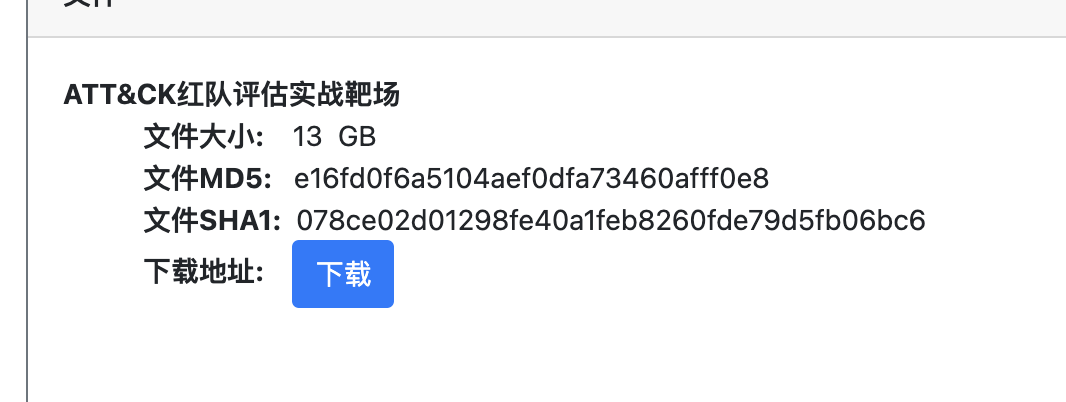 ATT&CK红队评估实战靶场
文件大小: 13 GB
文件MD5: e16fd0f6a5104aef0dfa73460afff0e8
文件SHA1: 078ce02d01298fe40a1feb8260fde79d5fb06bc6
下载地址: 下载